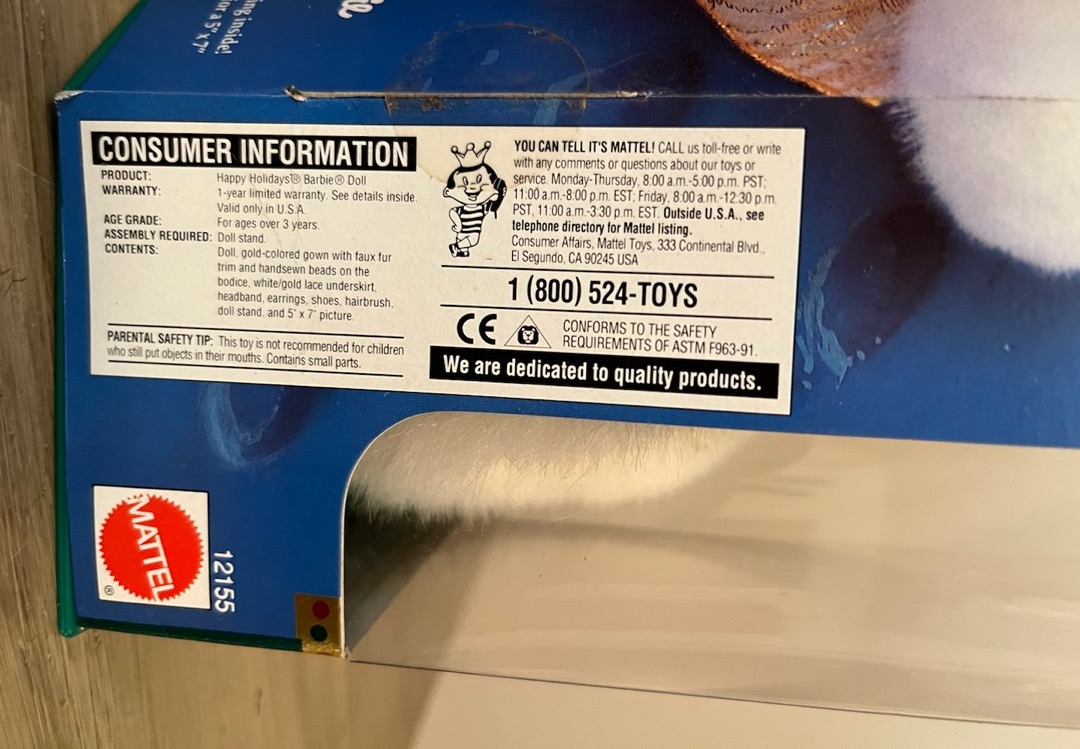 ing inside!
for a 5" x 7"
CONSUMER INFORMATION
PRODUCT: Happy Holidays® Barbie® Doll
WARRANTY: 1-year limited warranty. See details inside.
Valid only in U.S.A.
AGE GRADE: For ages over 3 years.
ASSEMBLY REQUIRED: Doll stand.
CONTENTS: Doll, gold-colored gown with faux fur
trim and handsewn beads on the
bodice, white/gold lace underskirt,
headband, earrings, shoes, hairbrush,
doll stand, and 5" x 7" picture.
PARENTAL SAFETY TIP: This toy is not recommended for children
who still put objects in their mouths. Contains small parts.
YOU CAN TELL IT'S MATTEL! CALL us toll-free or write
with any comments or questions about our toys or
service. Monday-Thursday, 8:00 a.m.-5:00 p.m. PST;
11:00 a.m.-8:00 p.m. EST; Friday, 8:00 a.m.-12:30 p.m.
PST, 11:00 a.m.-3:30 p.m. EST. Outside U.S.A., see
telephone directory for Mattel listing.
Consumer Affairs, Mattel Toys, 333 Continental Blvd.,
El Segundo, CA 90245 USA
1 (800) 524-TOYS
CE
CONFORMS TO THE SAFETY
REQUIREMENTS OF ASTM F963-91.
We are dedicated to quality products.
MATTEL
®
12155